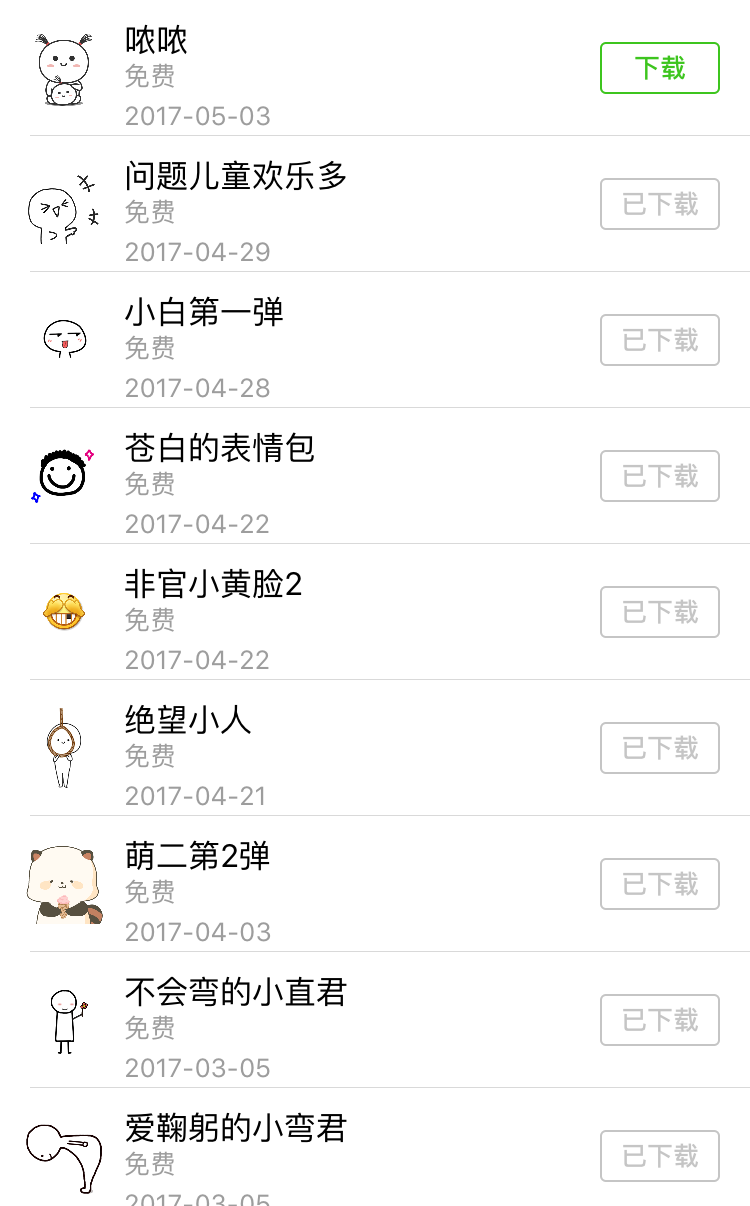 哝哝
免费
下载
2017-05-03
问题儿童欢乐多
免费
已下载
2017-04-29
小白第一弹
免费
已下载
2017-04-28
苍白的表情包
免费
已下载
2017-04-22
非官小黄脸2
免费
已下载
2017-04-22
绝望小人
免费
已下载
2017-04-21
萌二第2弹
免费
已下载
2017-04-03
不会弯的小直君
免费
已下载
2017-03-05
爱鞠躬的小弯君
免费
已下载
2017-03-05